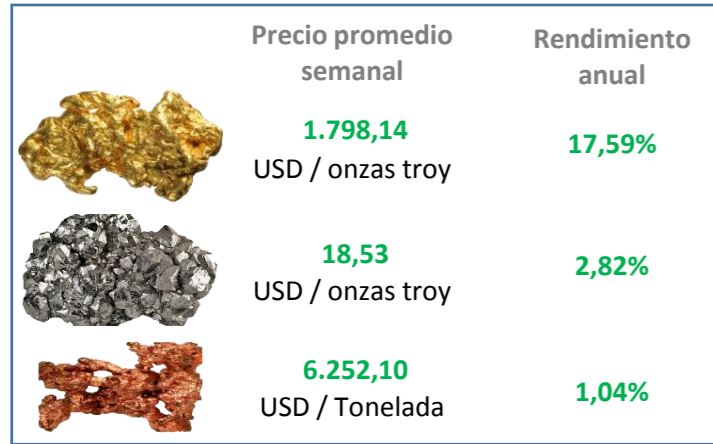 Precio promedio
semanal
Rendimiento
anual
1.798,14
USD / onzas troy
17,59%
18,53
USD / onzas troy
2,82%
6.252,10
USD / Tonelada
1,04%